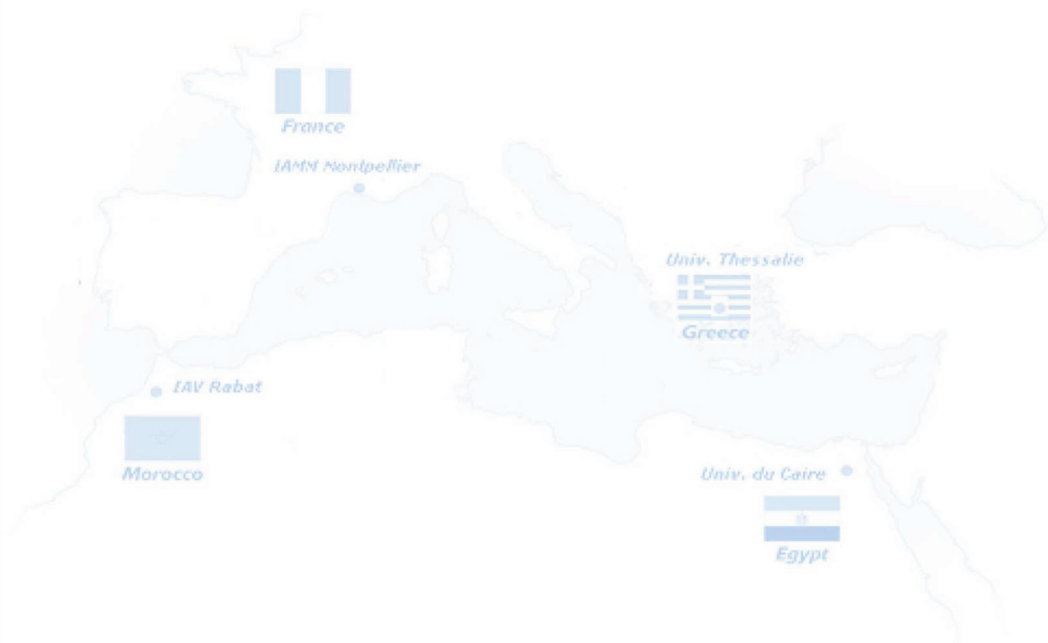 France
IAMM Montpellier
Univ. Thessalie
Greece
IAV Rabat
Morocco
Univ. du Caire
Egypt